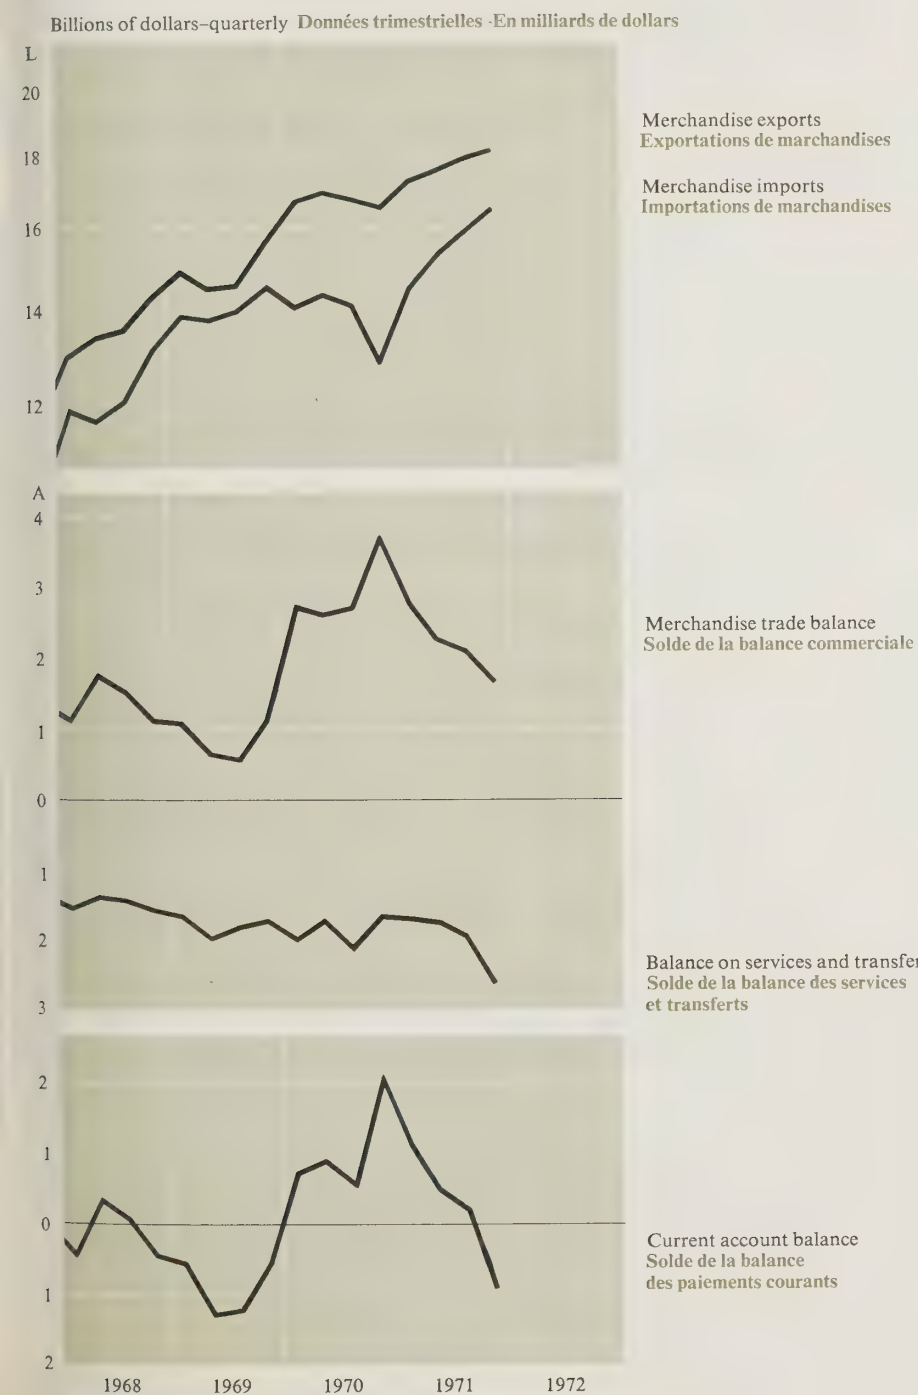 Billions of dollars–quarterly Données trimestrielles -En milliards de dollars
L
20
18
16
14
12
Merchandise exports
Exportations de marchandises
Merchandise imports
Importations de marchandises
A
4
3
2
1
0
1
2
3
Merchandise trade balance
Solde de la balance commerciale
Balance on services and transfer
Solde de la balance des services
et transferts
2
1
0
1
2
Current account balance
Solde de la balance
des paiements courants
1968 1969 1970 1971 1972